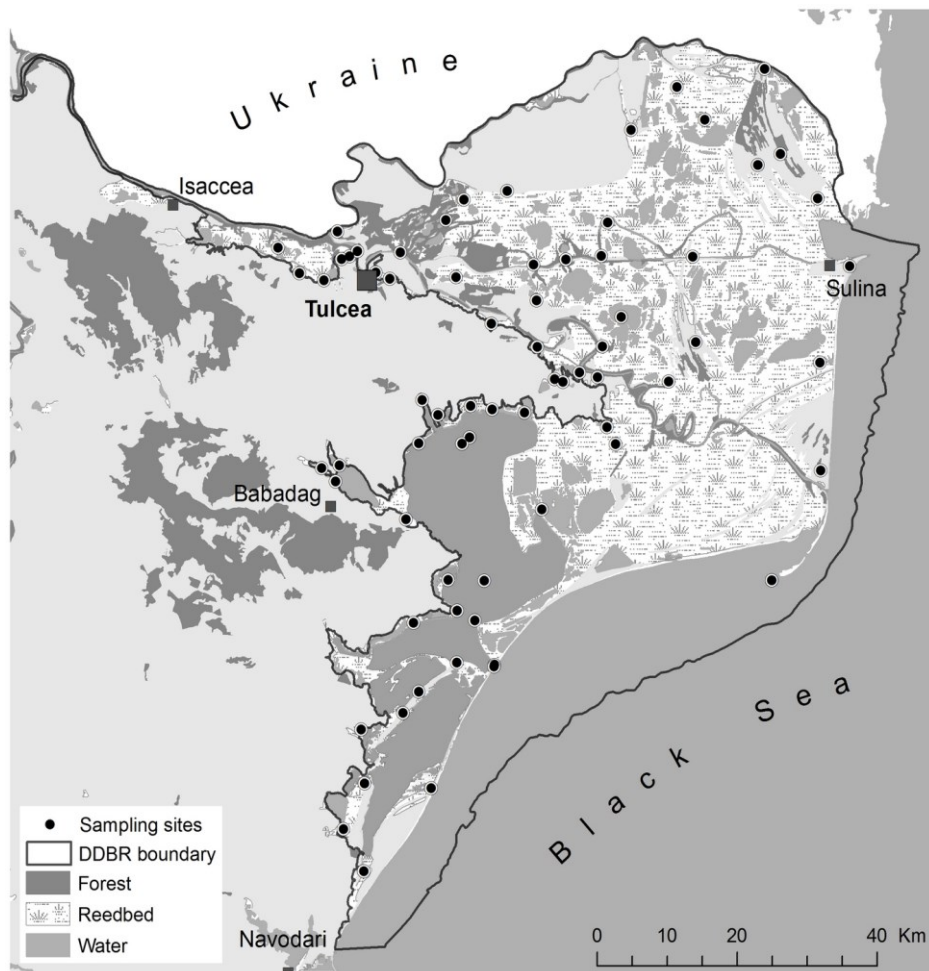 Ukraine
Isaccea
Tulcea
Sulina
Babadag
Black Sea
Sampling sites
DDBR boundary
Forest
Reedbed
Water
Navodari
0 10 20 40 Km